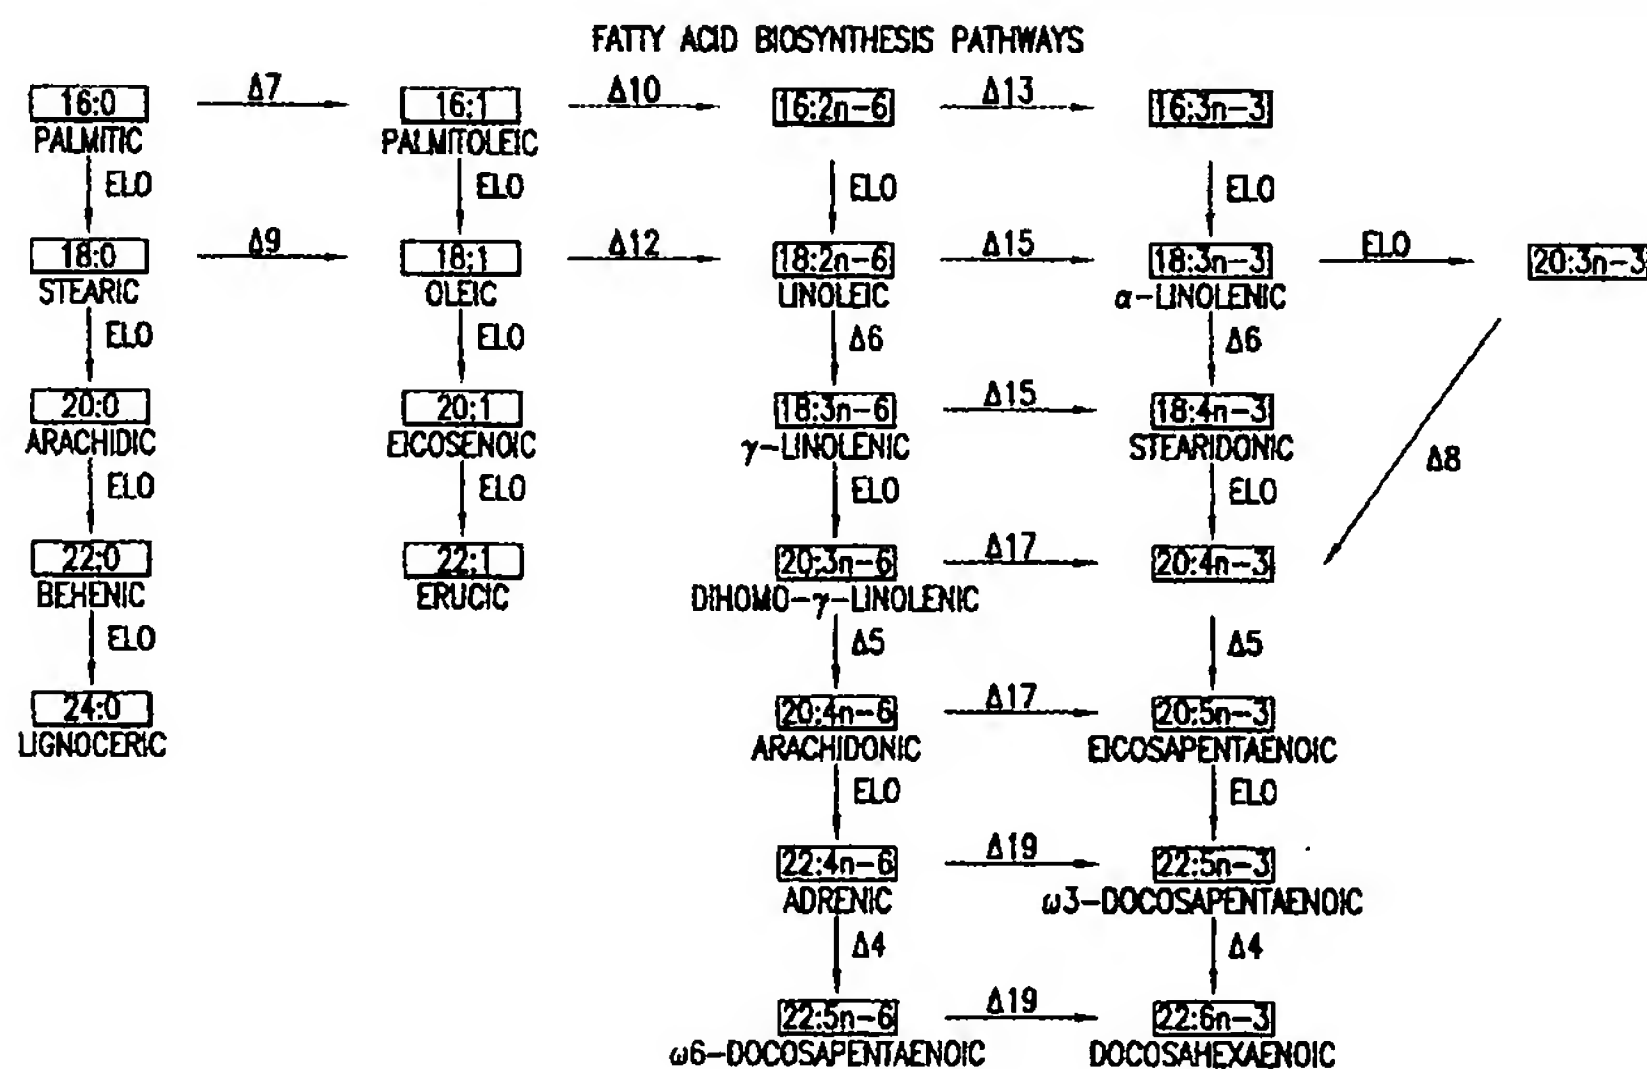 FATTY ACID BIOSYNTHESIS PATHWAYS
16:0 Δ7 16:1 Δ10 16:2n-6 Δ13 16:3n-3
PALMITIC PALMITOLEIC
ELO ELO ELO ELO
18:0 Δ9 18:1 Δ12 18:2n-6 Δ15 18:3n-3 ELO 20:3n-3
STEARIC OLEIC LINOLEIC α-LINOLENIC
ELO ELO Δ6 Δ6
20:0 20:1 18:3n-6 Δ15 18:4n-3
ARACHIDIC EICOSENOIC γ-LINOLENIC STEARIDONIC Δ8
ELO ELO ELO ELO
22:0 22:1 20:3n-6 Δ17 20:4n-3
BEHENIC ERUCIC DIHOMO-γ-LINOLENIC
ELO Δ5 Δ5
24:0 20:4n-6 Δ17 20:5n-3
LIGNOCERIC ARACHIDONIC EICOSAPENTAENOIC
ELO ELO
22:4n-6 Δ19 22:5n-3
ADRENIC ω3-DOCOSAPENTAENOIC
Δ4 Δ4
22:5n-6 Δ19 22:6n-3
ω6-DOCOSAPENTAENOIC DOCOSAHEXAENOIC